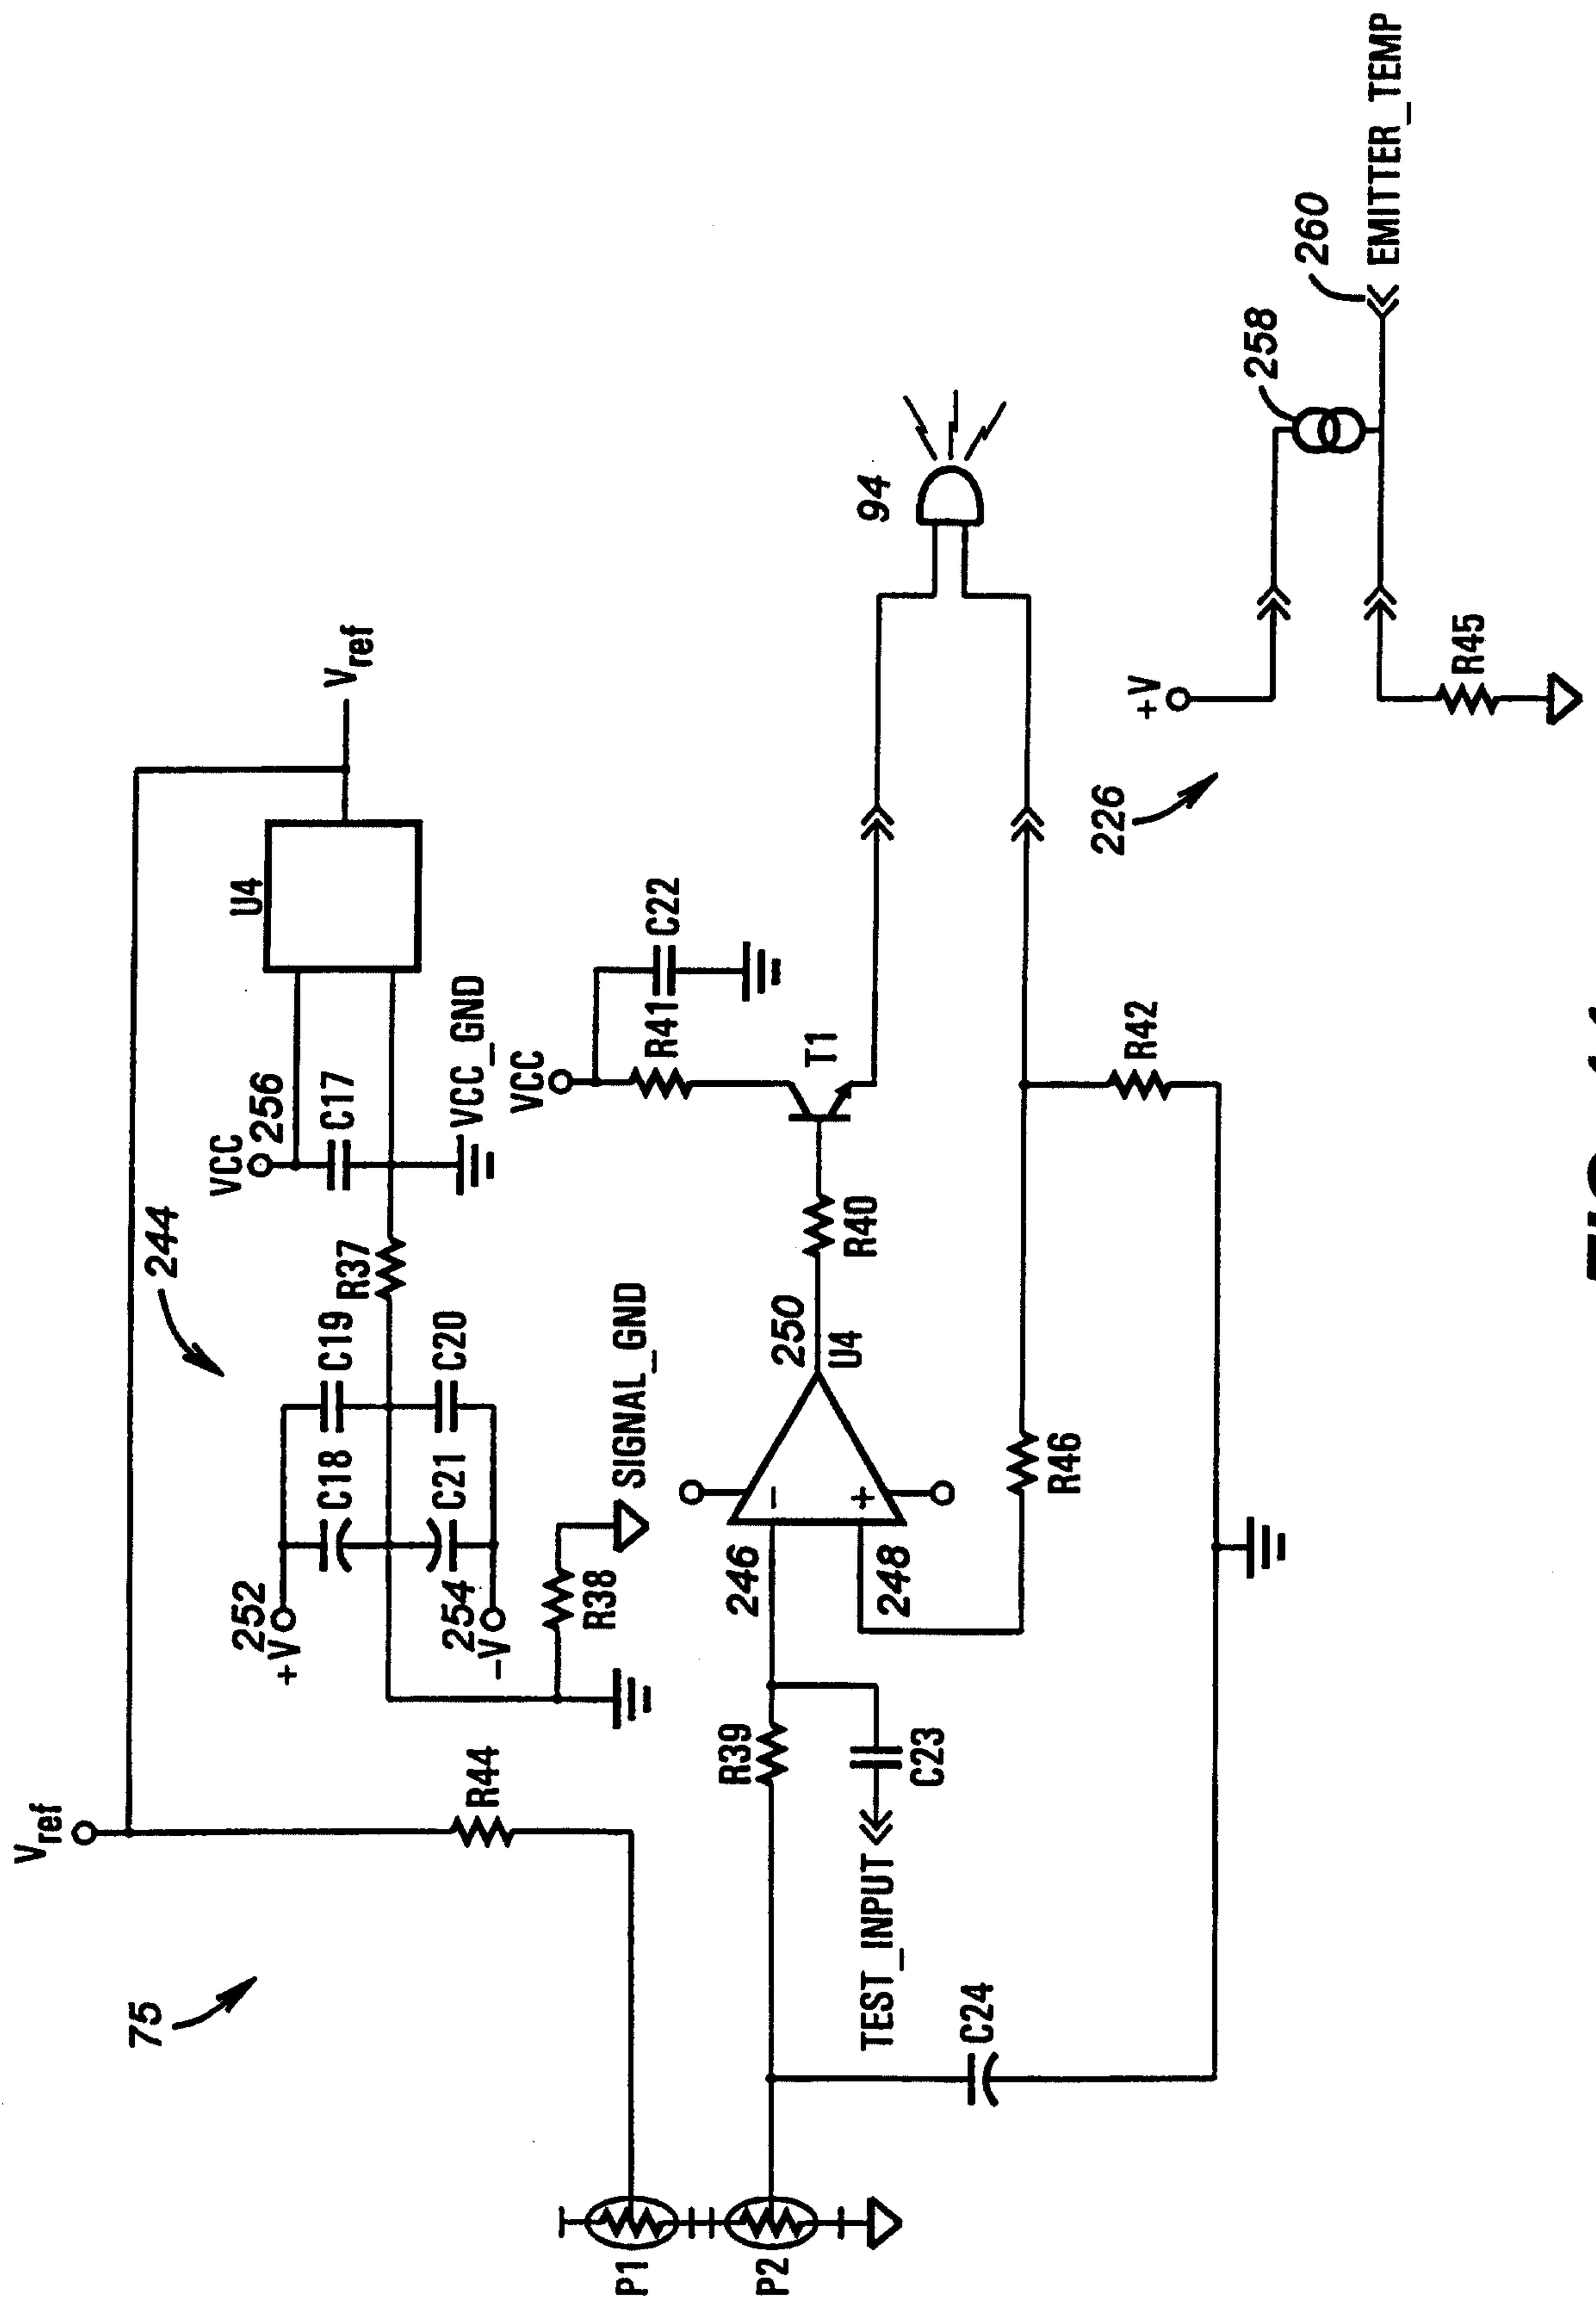 75
Vref
R44
244
252
+V
C18
C19
254
-V
C21
C20
R37
VCC
256
C17
VCC_GND
U4
Vref
R38
SIGNAL_GND
VCC
R41
C22
T1
P1
P2
R39
246
-
+
248
250
U4
R40
94
TEST_INPUT
C23
C24
R46
R42
226
+V
258
260
EMITTER_TEMP
R45